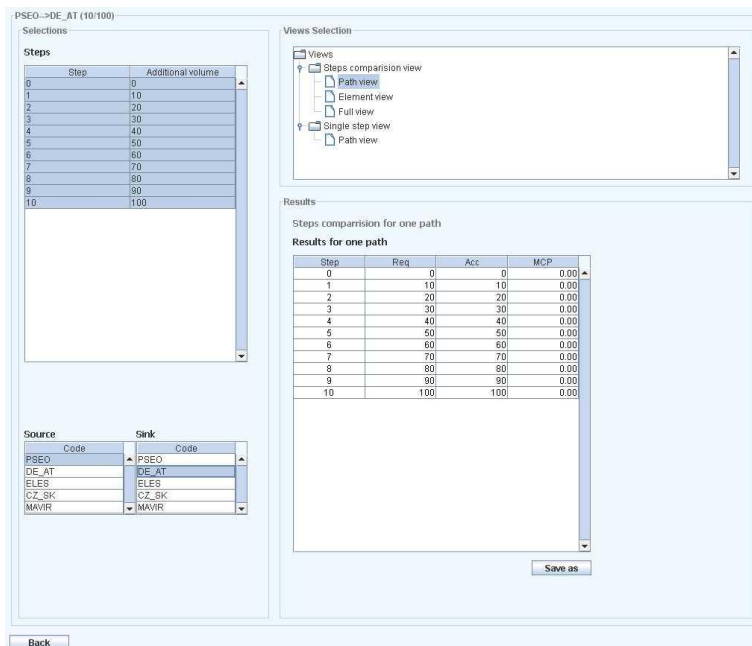 PSEO-->DE_AT (10/100)
Selections
Steps
Step Additional volume
0 0
1 10
2 20
3 30
4 40
5 50
6 60
7 70
8 80
9 90
10 100
Source Sink
Code Code
PSEO PSEO
DE_AT DE_AT
ELES ELES
CZ_SK CZ_SK
MAVIR MAVIR
Views Selection
Views
Steps comparision view
Path view
Element view
Full view
Single step view
Path view
Results
Steps comparrision for one path
Results for one path
Step Req Acc MCP
0 0 0 0.00
1 10 10 0.00
2 20 20 0.00
3 30 30 0.00
4 40 40 0.00
5 50 50 0.00
6 60 60 0.00
7 70 70 0.00
8 80 80 0.00
9 90 90 0.00
10 100 100 0.00
Save as
Back